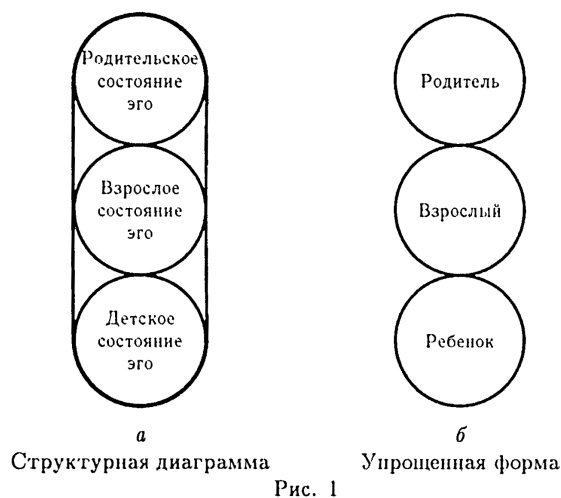 Родительское
состояние
эго
Взрослое
состояние
эго
Детское
состояние
эго
а
Структурная диаграмма
Родитель
Взрослый
Ребенок
б
Упрощенная форма
Рис. 1